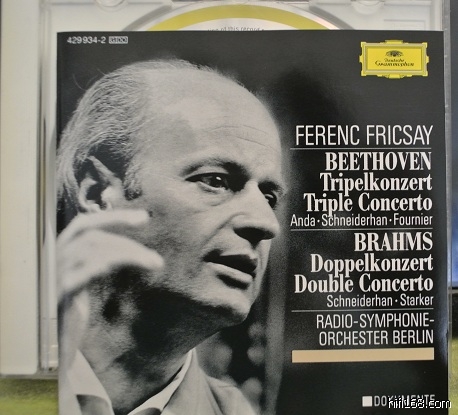 429 934-2
Deutsche
Grammophon
FERENC FRICSAY
BEETHOVEN
Tripelkonzert
Triple Concerto
Anda · Schneiderhan · Fournier
BRAHMS
Doppelkonzert
Double Concerto
Schneiderhan · Starker
RADIO-SYMPHONIE-
ORCHESTER BERLIN
DOKUMENTE